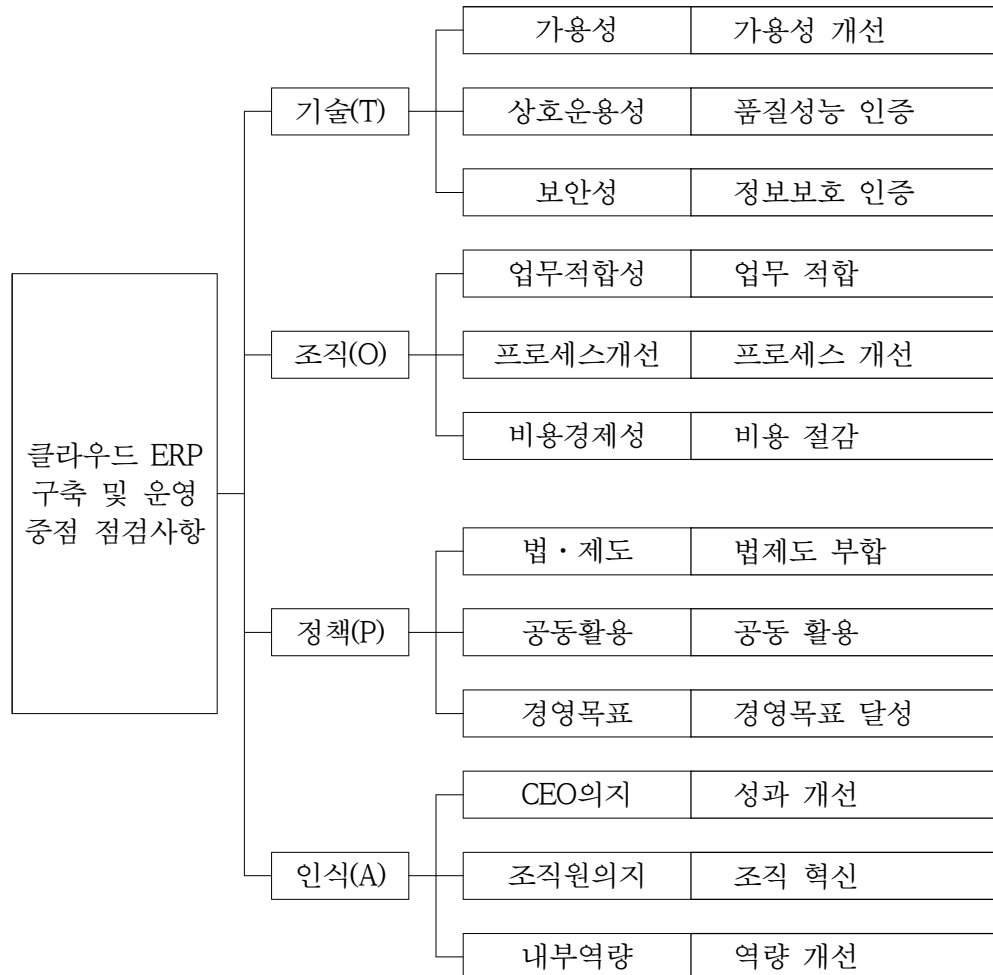 클라우드 ERP
구축 및 운영
중점 점검사항
기술(T)
가용성 가용성 개선
상호운용성 품질성능 인증
보안성 정보보호 인증
조직(O)
업무적합성 업무 적합
프로세스개선 프로세스 개선
비용경제성 비용 절감
정책(P)
법·제도 법제도 부합
공동활용 공동 활용
경영목표 경영목표 달성
인식(A)
CEO의지 성과 개선
조직원의지 조직 혁신
내부역량 역량 개선